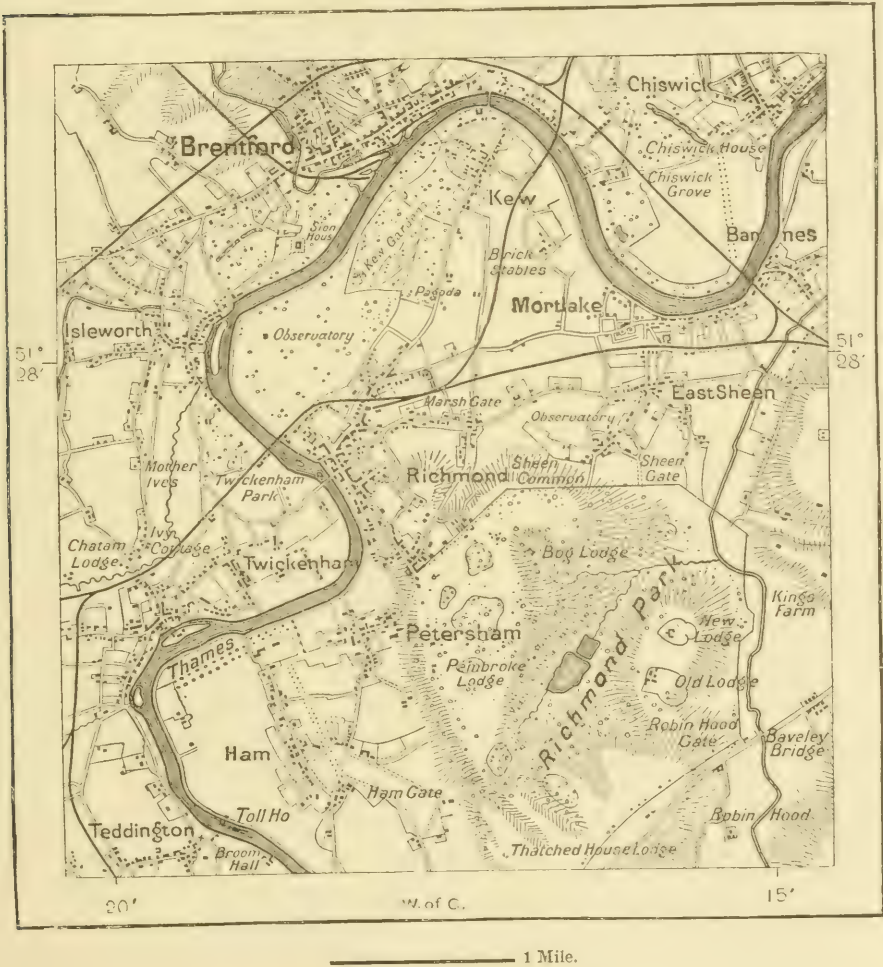 Chiswick
Brentford
Chiswick House
Chiswick
Grove
Kew
Sion
House
Kew Gardens
Barnes
Brick
Stables
Pagoda
Mortlake
Isleworth
Observatory
51°
28'
51°
28'
East Sheen
Marsh Gate
Observatory
Mother
Ives
Twickenham
Park
Richmond
Sheen
Common
Sheen
Gate
Ivy
Cottage
Chatam
Lodge
Twickenham
Bog Lodge
Kings
Farm
New
Lodge
Petersham
Thames
Pembroke
Lodge
Richmond Park
Old Lodge
Robin Hood
Gate
Baveley
Bridge
Ham
Ham Gate
Toll Ho
Robin Hood
Teddington
Broom
Hall
Thatched House Lodge
20'
W. of G.
15'
1 Mile.